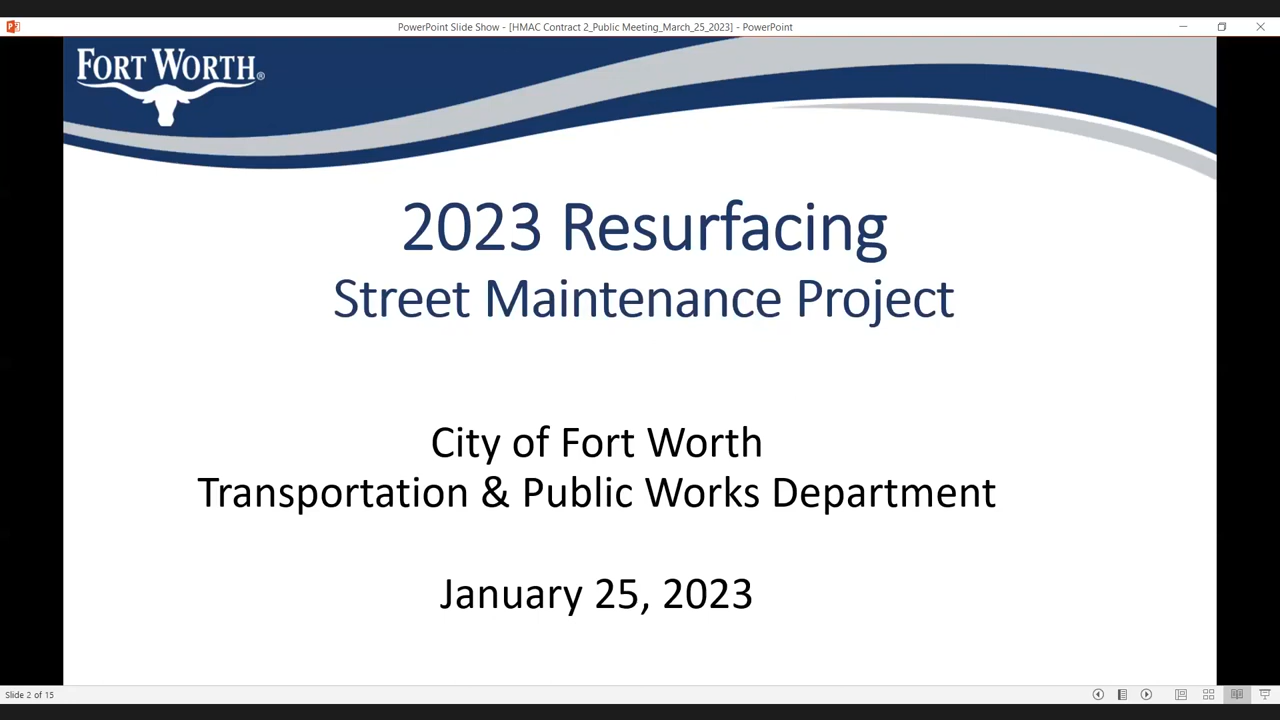 PowerPoint Slide Show - [HMAC Contract 2_Public Meeting_March_25_2023] - PowerPoint
FORT WORTH®
2023 Resurfacing
Street Maintenance Project
City of Fort Worth
Transportation & Public Works Department
January 25, 2023
Slide 2 of 15